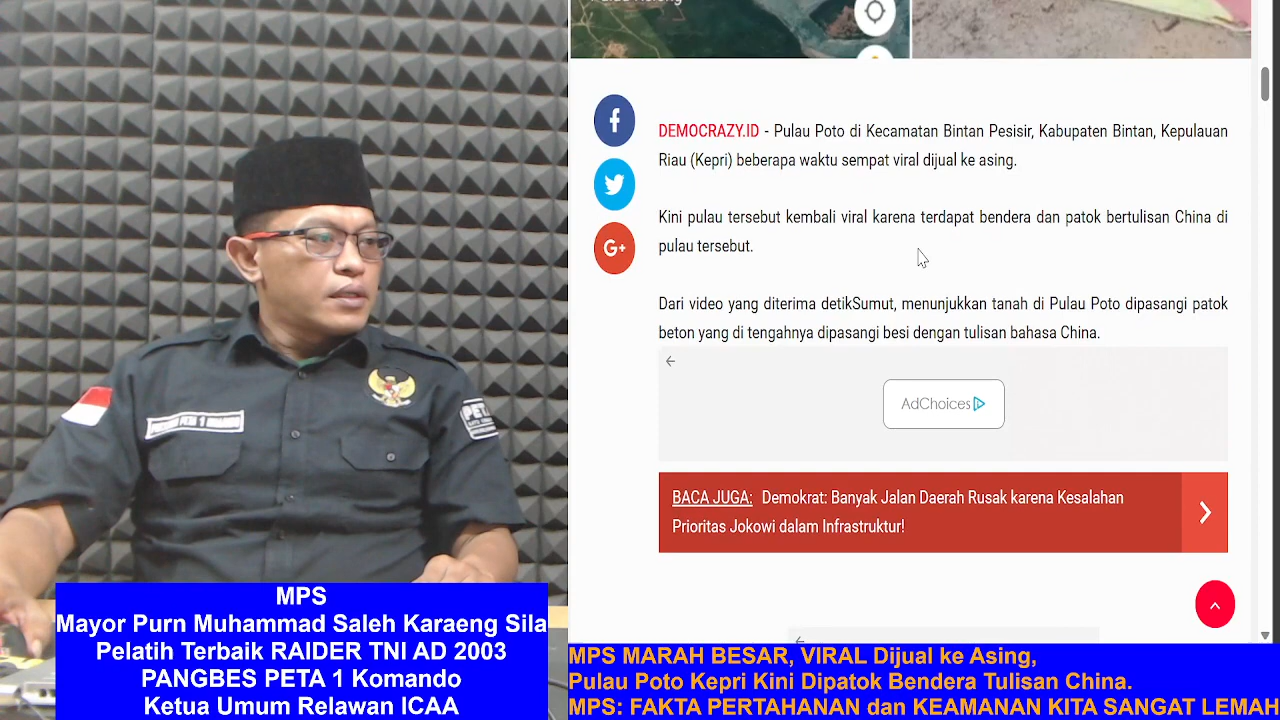 DEMOCRAZY.ID - Pulau Poto di Kecamatan Bintan Pesisir, Kabupaten Bintan, Kepulauan
Riau (Kepri) beberapa waktu sempat viral dijual ke asing.
Kini pulau tersebut kembali viral karena terdapat bendera dan patok bertulisan China di
pulau tersebut.
Dari video yang diterima detikSumut, menunjukkan tanah di Pulau Poto dipasangi patok
beton yang di tengahnya dipasangi besi dengan tulisan bahasa China.
AdChoices
BACA JUGA: Demokrat: Banyak Jalan Daerah Rusak karena Kesalahan
Prioritas Jokowi dalam Infrastruktur!
PETA
MPS
Mayor Purn Muhammad Saleh Karaeng Sila
Pelatih Terbaik RAIDER TNI AD 2003
PANGBES PETA 1 Komando
Ketua Umum Relawan ICAA
MPS MARAH BESAR, VIRAL Dijual ke Asing,
Pulau Poto Kepri Kini Dipatok Bendera Tulisan China.
MPS: FAKTA PERTAHANAN dan KEAMANAN KITA SANGAT LEMAH